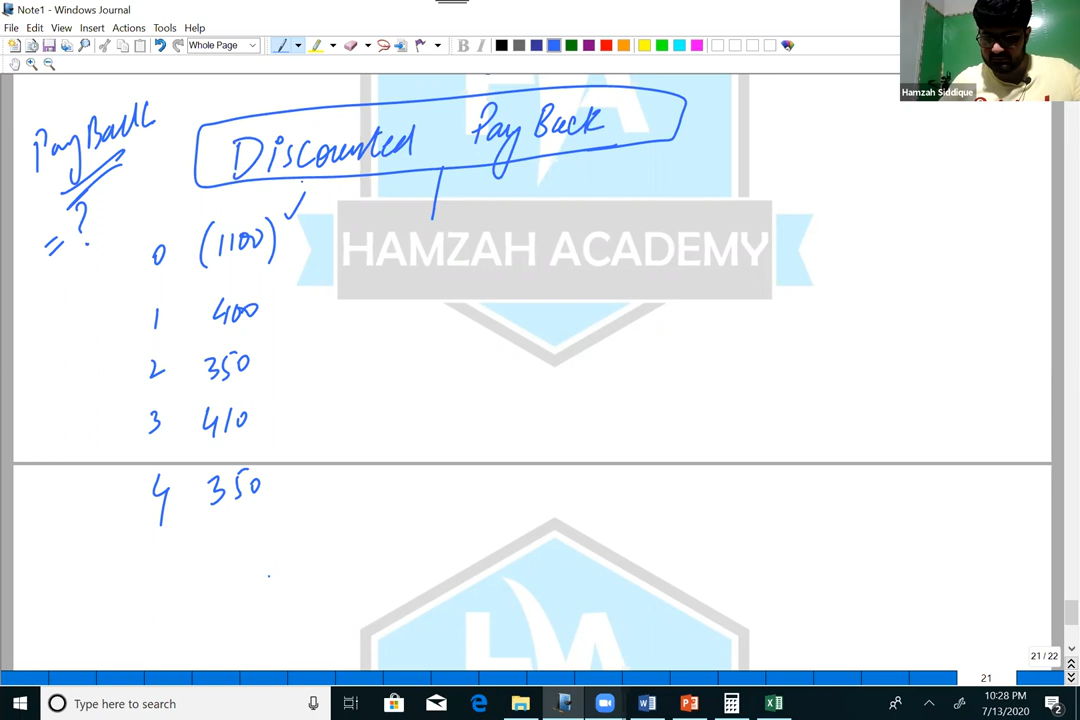 Note1 - Windows Journal
File Edit View Insert Actions Tools Help
Whole Page
B I
Hamzah Siddique
PayBack
Discounted PayBack
= ?
0 (1100)
HAMZAH ACADEMY
1 400
2 350
3 410
4 350
21 / 22
21
Type here to search
10:28 PM
7/13/2020
2